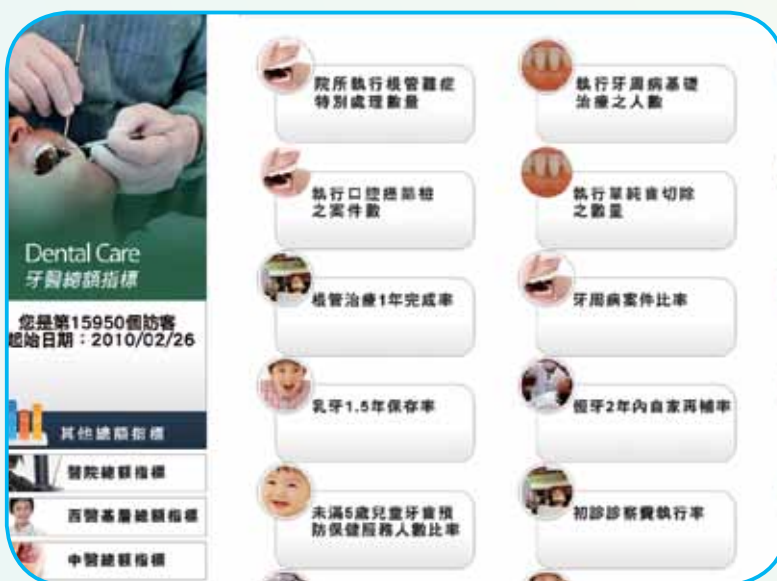 Dental Care
牙醫總額指標
您是第15950個訪客
起始日期：2010/02/26
其他總額指標
醫院總額指標
西醫基層總額指標
中醫總額指標
院所執行根管難症
特別處理數量
執行牙周病基礎
治療之人數
執行口腔癌篩檢
之案件數
執行單純齒切除
之數量
根管治療1年完成率
牙周病案件比率
乳牙1.5年保存率
恆牙2年內自家再補率
未滿5歲兒童牙齒預
防保健服務人數比率
初診診察費執行率